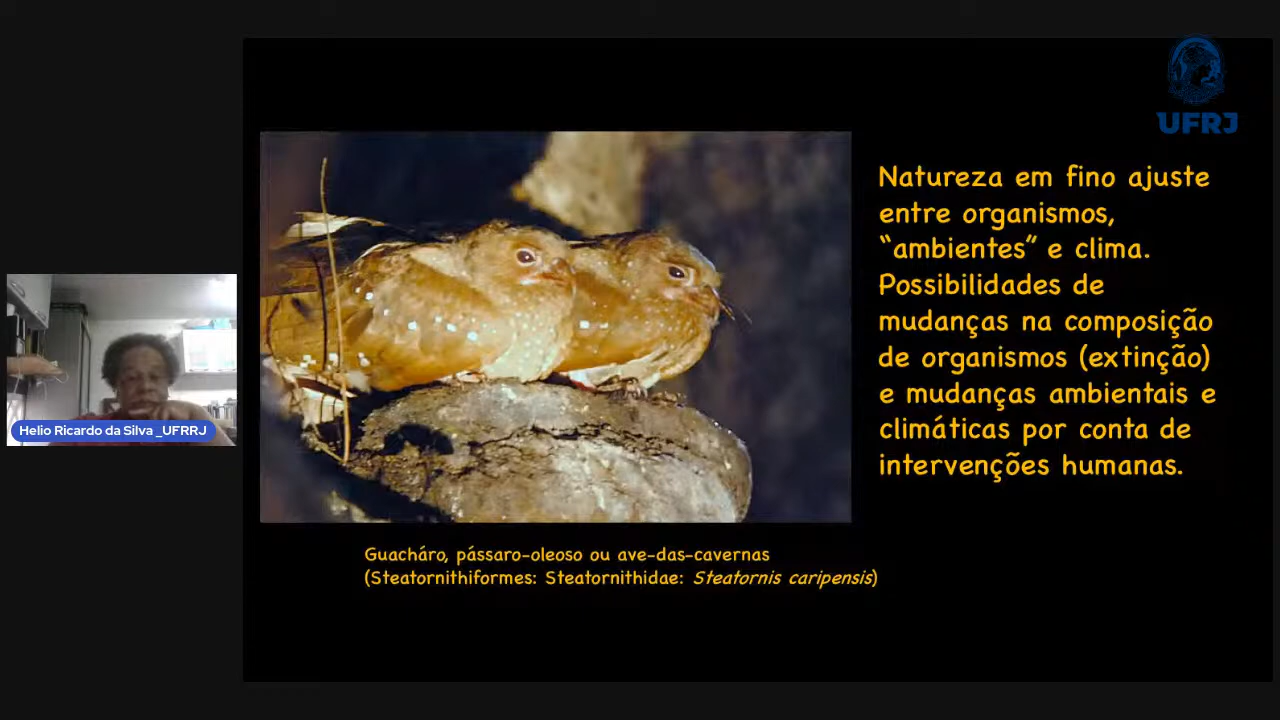 UFRJ
Natureza em fino ajuste
entre organismos,
“ambientes” e clima.
Possibilidades de
mudanças na composição
de organismos (extinção)
e mudanças ambientais e
climáticas por conta de
intervenções humanas.
Helio Ricardo da Silva _UFRRJ
Guacháro, pássaro-oleoso ou ave-das-cavernas
(Steatornithiformes: Steatornithidae: Steatornis caripensis)